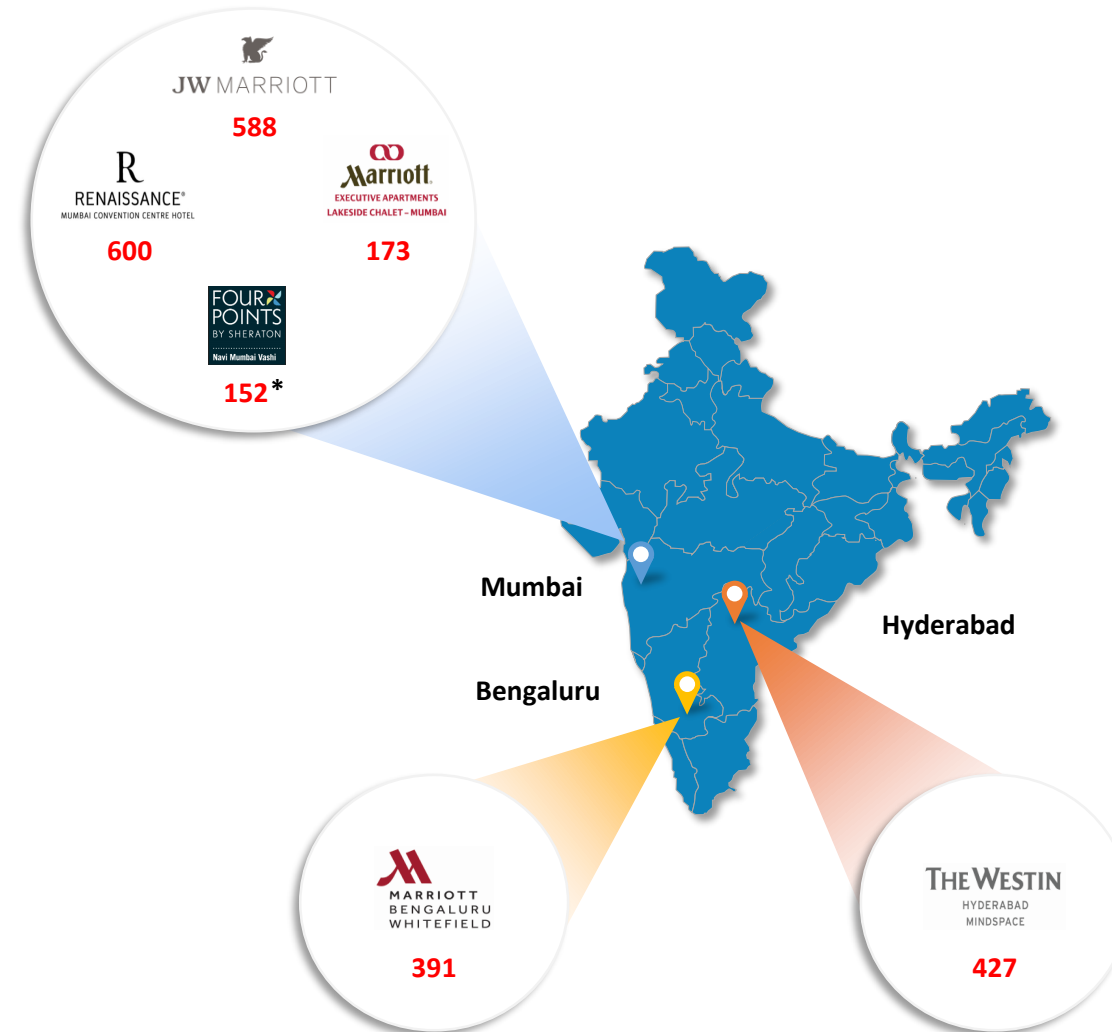 JW MARRIOTT
588
R
RENAISSANCE®
MUMBAI CONVENTION CENTRE HOTEL
600
Marriott.
EXECUTIVE APARTMENTS
LAKESIDE CHALET – MUMBAI
173
FOUR
POINTS
BY SHERATON
Navi Mumbai Vashi
152*
Mumbai
Hyderabad
Bengaluru
MARRIOTT
BENGALURU
WHITEFIELD
391
THE WESTIN
HYDERABAD
MINDSPACE
427